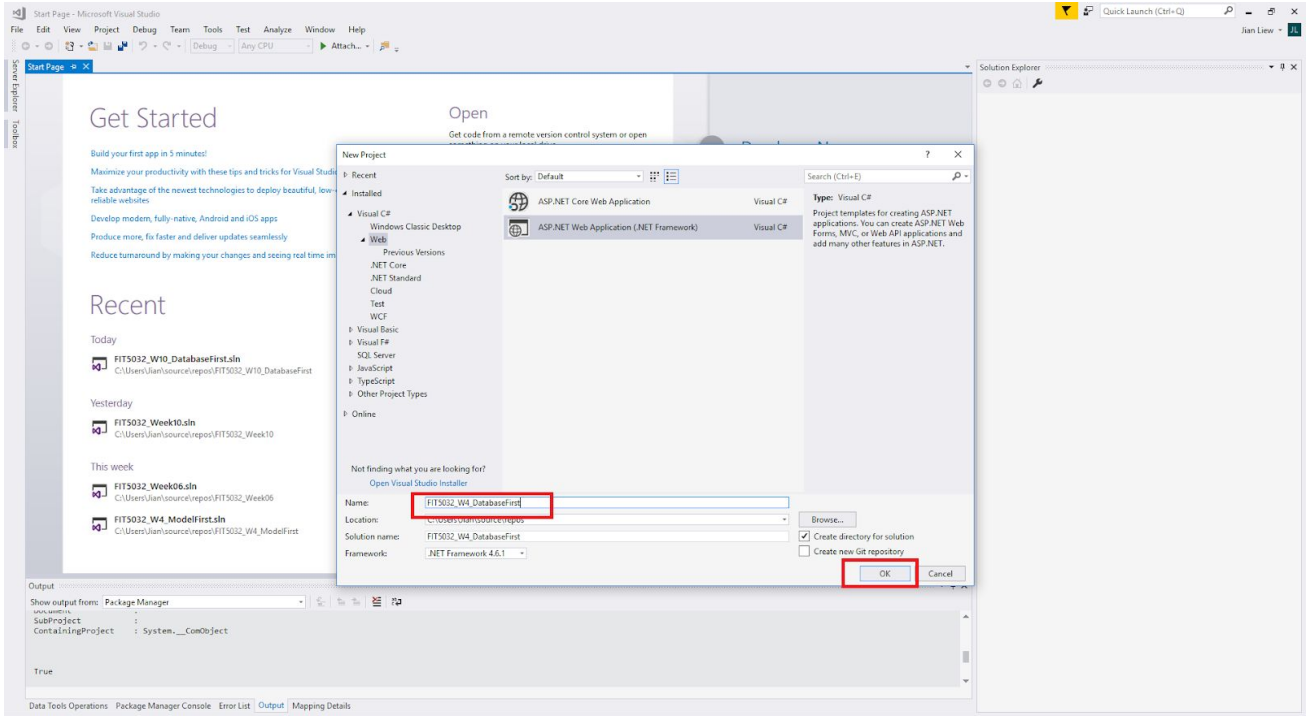 Start Page - Microsoft Visual Studio
Quick Launch (Ctrl+Q)
File Edit View Project Debug Team Tools Test Analyze Window Help
Jian Liew JL
Debug Any CPU Attach...
Server Explorer
Toolbox
Start Page
Solution Explorer
Get Started
Build your first app in 5 minutes!
Maximize your productivity with these tips and tricks for Visual Studi
Take advantage of the newest technologies to deploy beautiful, low-
reliable websites
Develop modern, fully-native, Android and iOS apps
Produce more, fix faster and deliver updates seamlessly
Reduce turnaround by making your changes and seeing real time im
Recent
Today
FIT5032_W10_DatabaseFirst.sln
C:\Users\Jian\source\repos\FIT5032_W10_DatabaseFirst
Yesterday
FIT5032_Week10.sln
C:\Users\Jian\source\repos\FIT5032_Week10
This week
FIT5032_Week06.sln
C:\Users\Jian\source\repos\FIT5032_Week06
FIT5032_W4_ModelFirst.sln
C:\Users\Jian\source\repos\FIT5032_W4_ModelFirst
Open
Get code from a remote version control system or open
New Project ?
Recent
Installed
Visual C#
Windows Classic Desktop
Web
Previous Versions
.NET Core
.NET Standard
Cloud
Test
WCF
Visual Basic
Visual F#
SQL Server
JavaScript
TypeScript
Other Project Types
Online
Not finding what you are looking for?
Open Visual Studio Installer
Sort by: Default
ASP.NET Core Web Application Visual C#
ASP.NET Web Application (.NET Framework) Visual C#
Search (Ctrl+E)
Type: Visual C#
Project templates for creating ASP.NET
applications. You can create ASP.NET Web
Forms, MVC, or Web API applications and
add many other features in ASP.NET.
Name: FIT5032_W4_DatabaseFirst
Location: C:\Users\Jian\source\repos Browse...
Solution name: FIT5032_W4_DatabaseFirst Create directory for solution
Framework: .NET Framework 4.6.1 Create new Git repository
OK Cancel
Output
Show output from: Package Manager
Document :
SubProject :
ContainingProject : System.__ComObject
True
Data Tools Operations Package Manager Console Error List Output Mapping Details